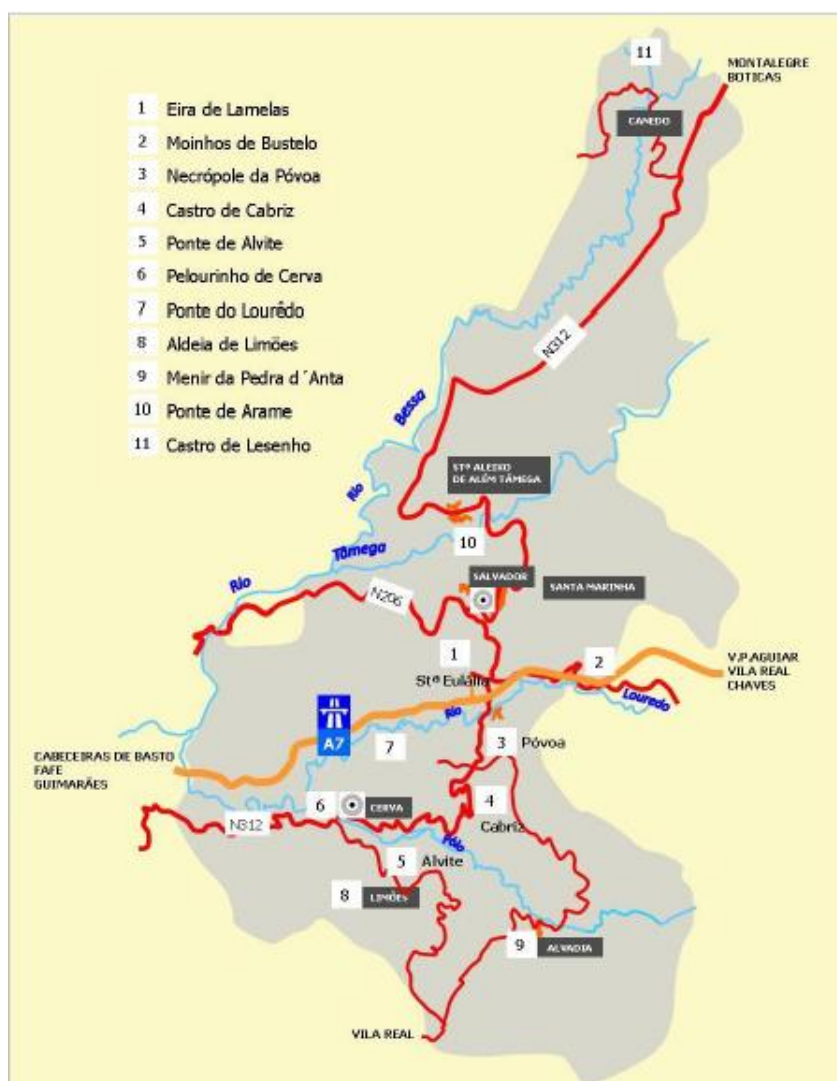 11
MONTALEGRE
BOTICAS
CANEDO
1 Eira de Lamelas
2 Moinhos de Bustelo
3 Necrópole da Póvoa
4 Castro de Cabriz
5 Ponte de Alvite
6 Pelourinho de Cerva
7 Ponte do Lourêdo
8 Aldeia de Limões
9 Menir da Pedra d´Anta
10 Ponte de Arame
11 Castro de Lesenho
N312
Rio Bessa
STº ALEIXO
DE ALÉM TÂMEGA
10
Rio Tâmega
SALVADOR
SANTA MARINHA
N206
1
Stª Eulália
2
V.P.AGUIAR
VILA REAL
CHAVES
Rio Louredo
A7
7
3 Póvoa
CABECEIRAS DE BASTO
FAFE
GUIMARÃES
6
CERVA
4
Cabriz
N312
Póio
5 Alvite
8 LIMÕES
9 ALVADIA
VILA REAL